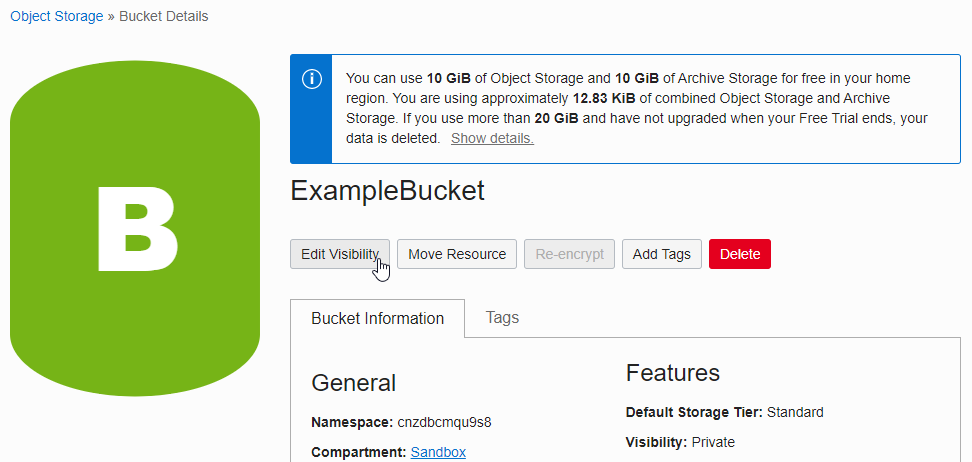 Object Storage » Bucket Details
You can use 10 GiB of Object Storage and 10 GiB of Archive Storage for free in your home
region. You are using approximately 12.83 KiB of combined Object Storage and Archive
Storage. If you use more than 20 GiB and have not upgraded when your Free Trial ends, your
data is deleted. Show details.
B
ExampleBucket
Edit Visibility Move Resource Re-encrypt Add Tags Delete
Bucket Information Tags
General
Namespace: cnzdbcmqu9s8
Compartment: Sandbox
Features
Default Storage Tier: Standard
Visibility: Private